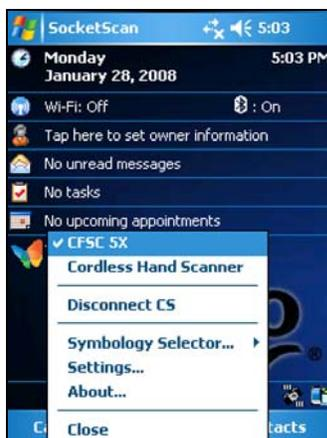 SocketScan 5:03
Monday 5:03 PM
January 28, 2008
Wi-Fi: Off : On
Tap here to set owner information
No unread messages
No tasks
No upcoming appointments
CFSC 5X
Cordless Hand Scanner
Disconnect CS
Symbology Selector...
Settings...
About...
Close